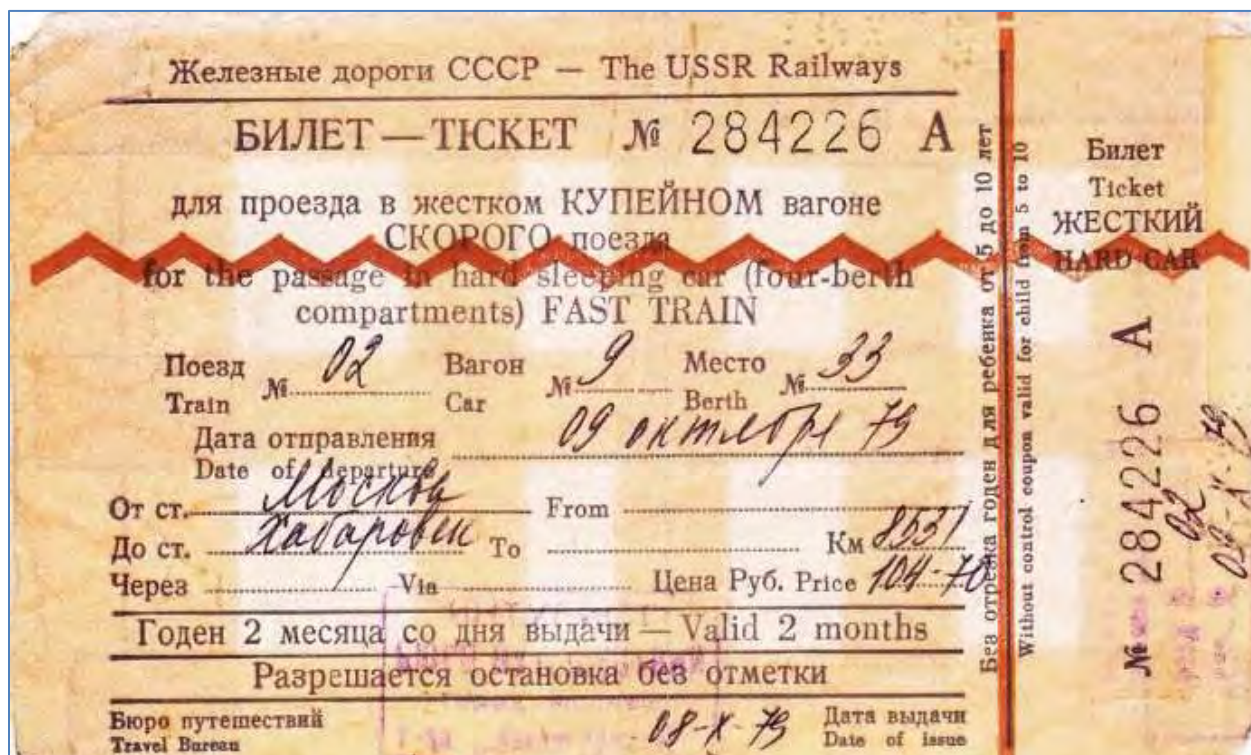 Железные дороги СССР — The USSR Railways
БИЛЕТ — TICKET № 284226 А
для проезда в жестком КУПЕЙНОМ вагоне
СКОРОГО поезда
for the passage in hard sleeping car (four-berth
compartments) FAST TRAIN
Поезд Вагон Место
№ 02 № 9 № 33
Train Car Berth
Дата отправления 09 октября 79
Date of departure
От ст. Москва From
До ст. Хабаровск To Км 8531
Через Via Цена Руб. Price 104-70
Годен 2 месяца со дня выдачи — Valid 2 months
Разрешается остановка без отметки
Бюро путешествий 08-X-79 Дата выдачи
Travel Bureau Date of issue
Без отрезка годен для ребенка от 5 до 10 лет
Without control coupon valid for child from 5 to 10
Билет
Ticket
ЖЕСТКИЙ
HARD CAR
№ 284226 А
02